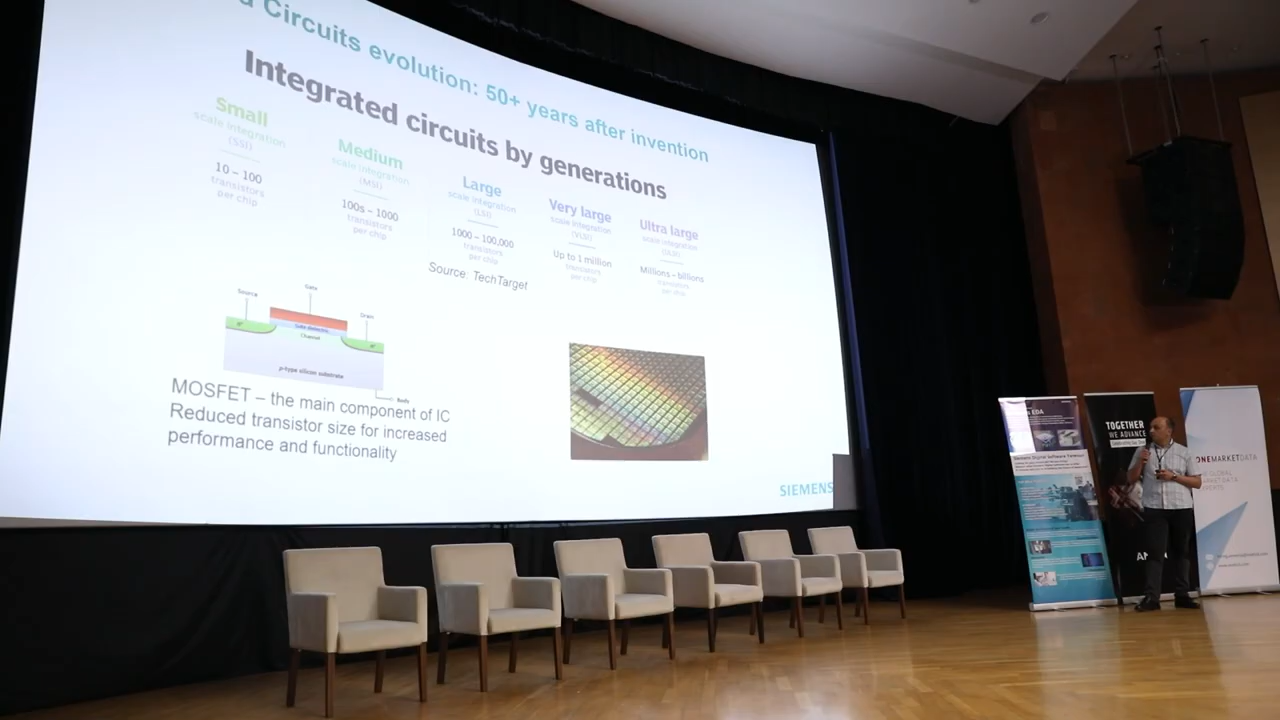 Circuits evolution: 50+ years after invention
Integrated circuits by generations
Small
scale integration
(SSI)
10 – 100
transistors
per chip
Medium
scale integration
(MSI)
100s – 1000
transistors
per chip
Large
scale integration
(LSI)
1000 – 100,000
transistors
per chip
Very large
scale integration
(VLSI)
Up to 1 million
transistors
per chip
Ultra large
scale integration
(ULSI)
Millions – billions
transistors
per chip
Source: TechTarget
Source
Gate
Drain
Gate dielectric
Channel
p-type silicon substrate
Body
MOSFET – the main component of IC
Reduced transistor size for increased
performance and functionality
SIEMENS
EDA
TOGETHER
WE ADVANCE
ONEMARKETDATA